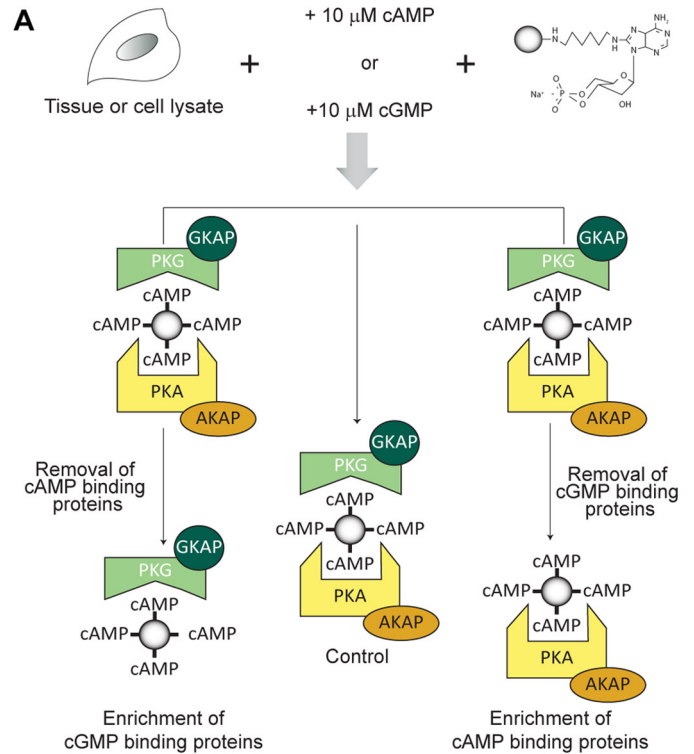 A
+ 10 μM cAMP
+
or
+
+10 μM cGMP
Tissue or cell lysate
NH2
N
N
N
N
H
N
N
H
O
O
P
O
O
O
Na+
-
OH
GKAP
PKG
cAMP
cAMP
cAMP
cAMP
PKA
AKAP
Removal of
cAMP binding
proteins
GKAP
PKG
cAMP
cAMP
cAMP
cAMP
Enrichment of
cGMP binding proteins
GKAP
PKG
cAMP
cAMP
cAMP
cAMP
PKA
AKAP
Control
GKAP
PKG
cAMP
cAMP
cAMP
cAMP
PKA
AKAP
Removal of
cGMP binding
proteins
cAMP
cAMP
cAMP
cAMP
PKA
AKAP
Enrichment of
cAMP binding proteins